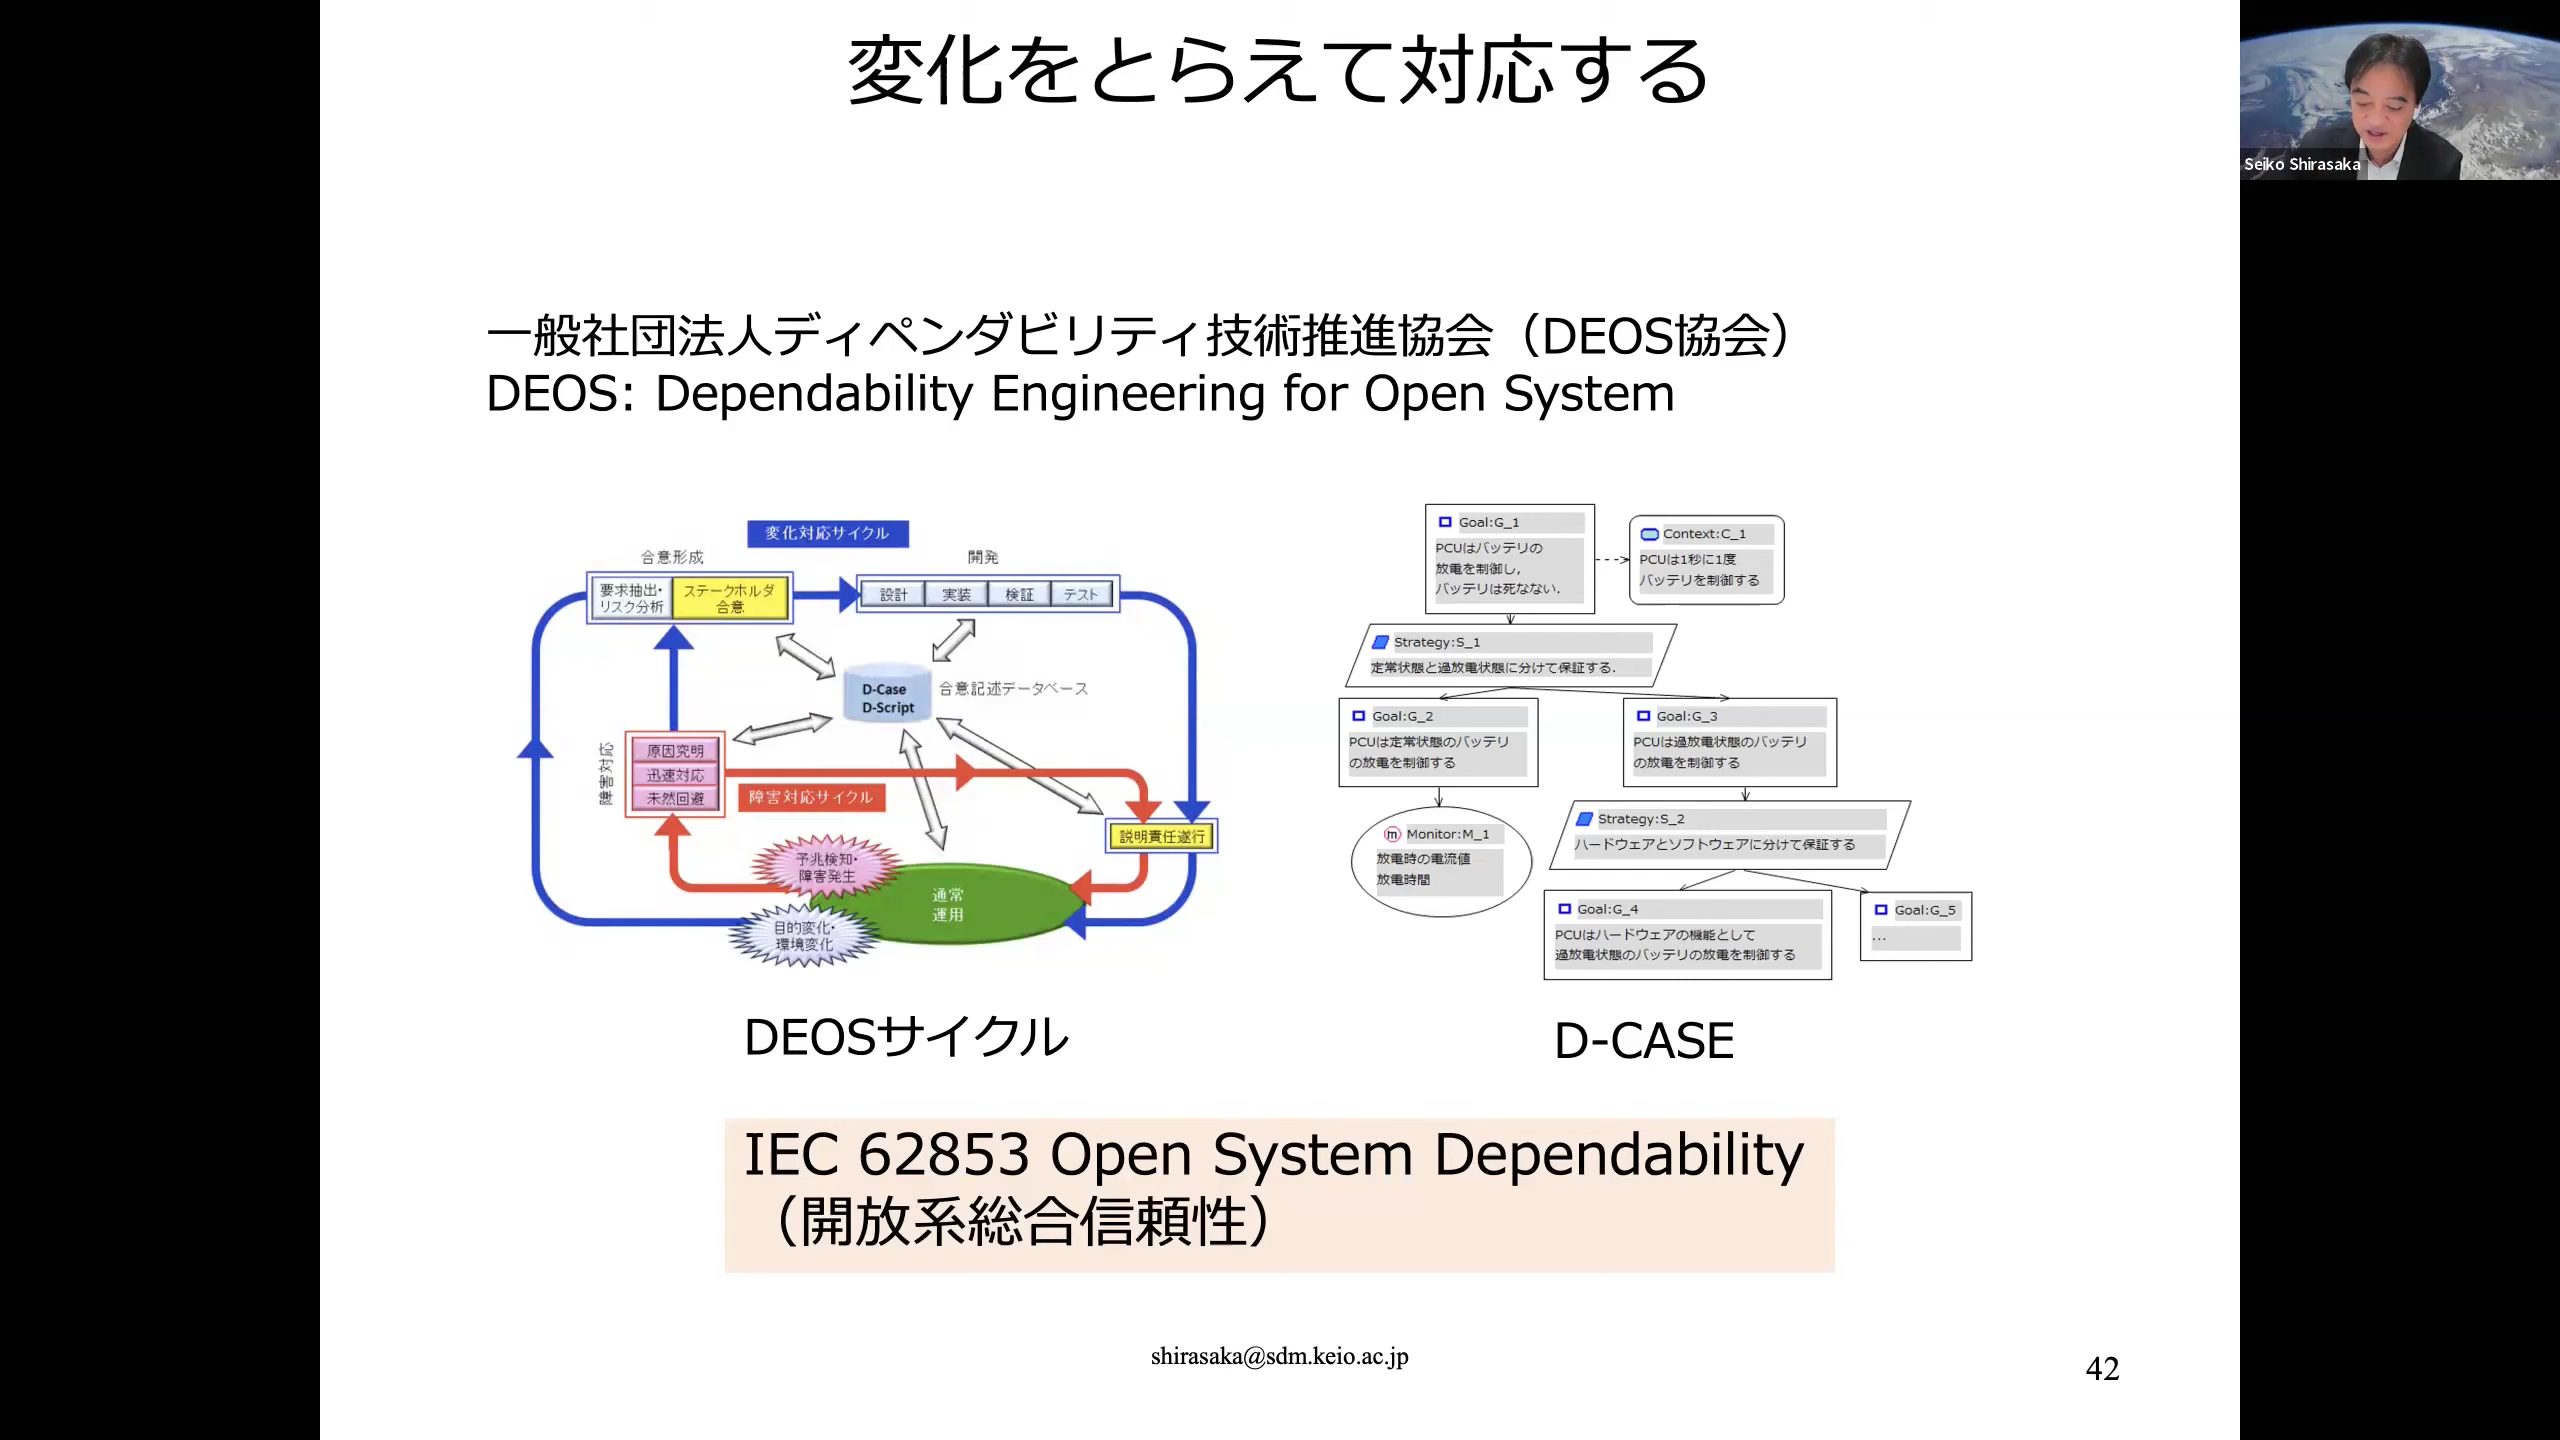 変化をとらえて対応する
Seiko Shirasaka
一般社団法人ディペンダビリティ技術推進協会（DEOS協会）
DEOS: Dependability Engineering for Open System
変化対応サイクル
合意形成
開発
要求抽出・
リスク分析
ステークホルダ
合意
設計
実装
検証
テスト
D-Case
D-Script
合意記述データベース
障害対応
原因究明
迅速対応
未然回避
障害対応サイクル
説明責任遂行
予兆検知・
障害発生
通常
運用
目的変化・
環境変化
DEOSサイクル
Goal:G_1
PCUはバッテリの
放電を制御し，
バッテリは死なない．
Context:C_1
PCUは1秒に1度
バッテリを制御する
Strategy:S_1
定常状態と過放電状態に分けて保証する．
Goal:G_2
PCUは定常状態のバッテリ
の放電を制御する
Goal:G_3
PCUは過放電状態のバッテリ
の放電を制御する
m Monitor:M_1
放電時の電流値
放電時間
Strategy:S_2
ハードウェアとソフトウェアに分けて保証する
Goal:G_4
PCUはハードウェアの機能として
過放電状態のバッテリの放電を制御する
Goal:G_5
...
D-CASE
IEC 62853 Open System Dependability
（開放系総合信頼性）
shirasaka@sdm.keio.ac.jp
42